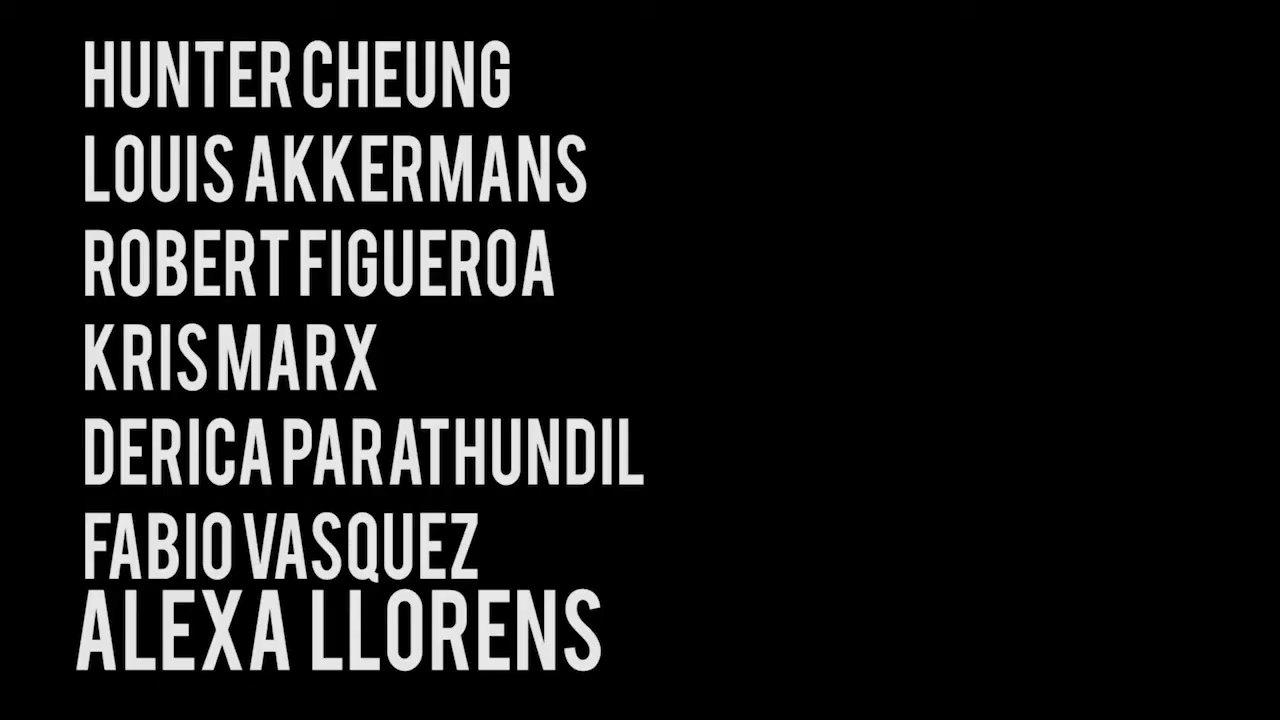 HUNTER CHEUNG
LOUIS AKKERMANS
ROBERT FIGUEROA
KRIS MARX
DERICA PARATHUNDIL
FABIO VASQUEZ
ALEXA LLORENS